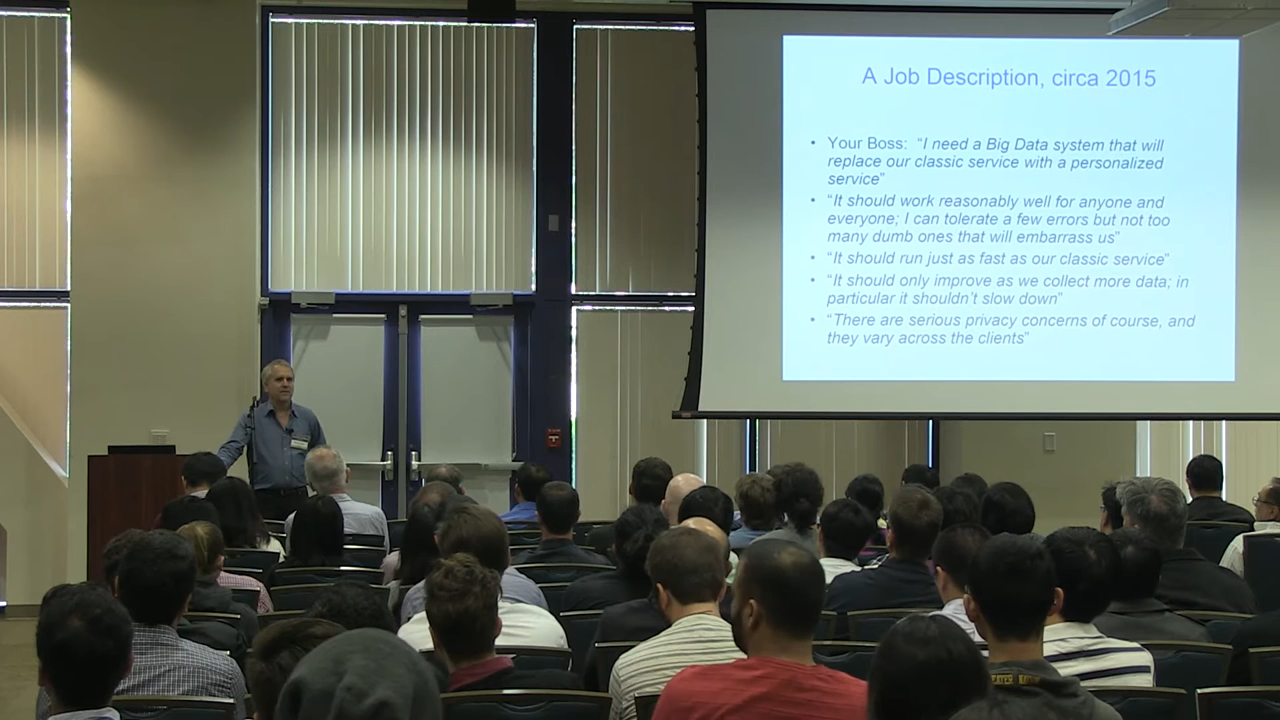 A Job Description, circa 2015
• Your Boss: “I need a Big Data system that will
replace our classic service with a personalized
service”
• “It should work reasonably well for anyone and
everyone; I can tolerate a few errors but not too
many dumb ones that will embarrass us”
• “It should run just as fast as our classic service”
• “It should only improve as we collect more data; in
particular it shouldn’t slow down”
• “There are serious privacy concerns of course, and
they vary across the clients”